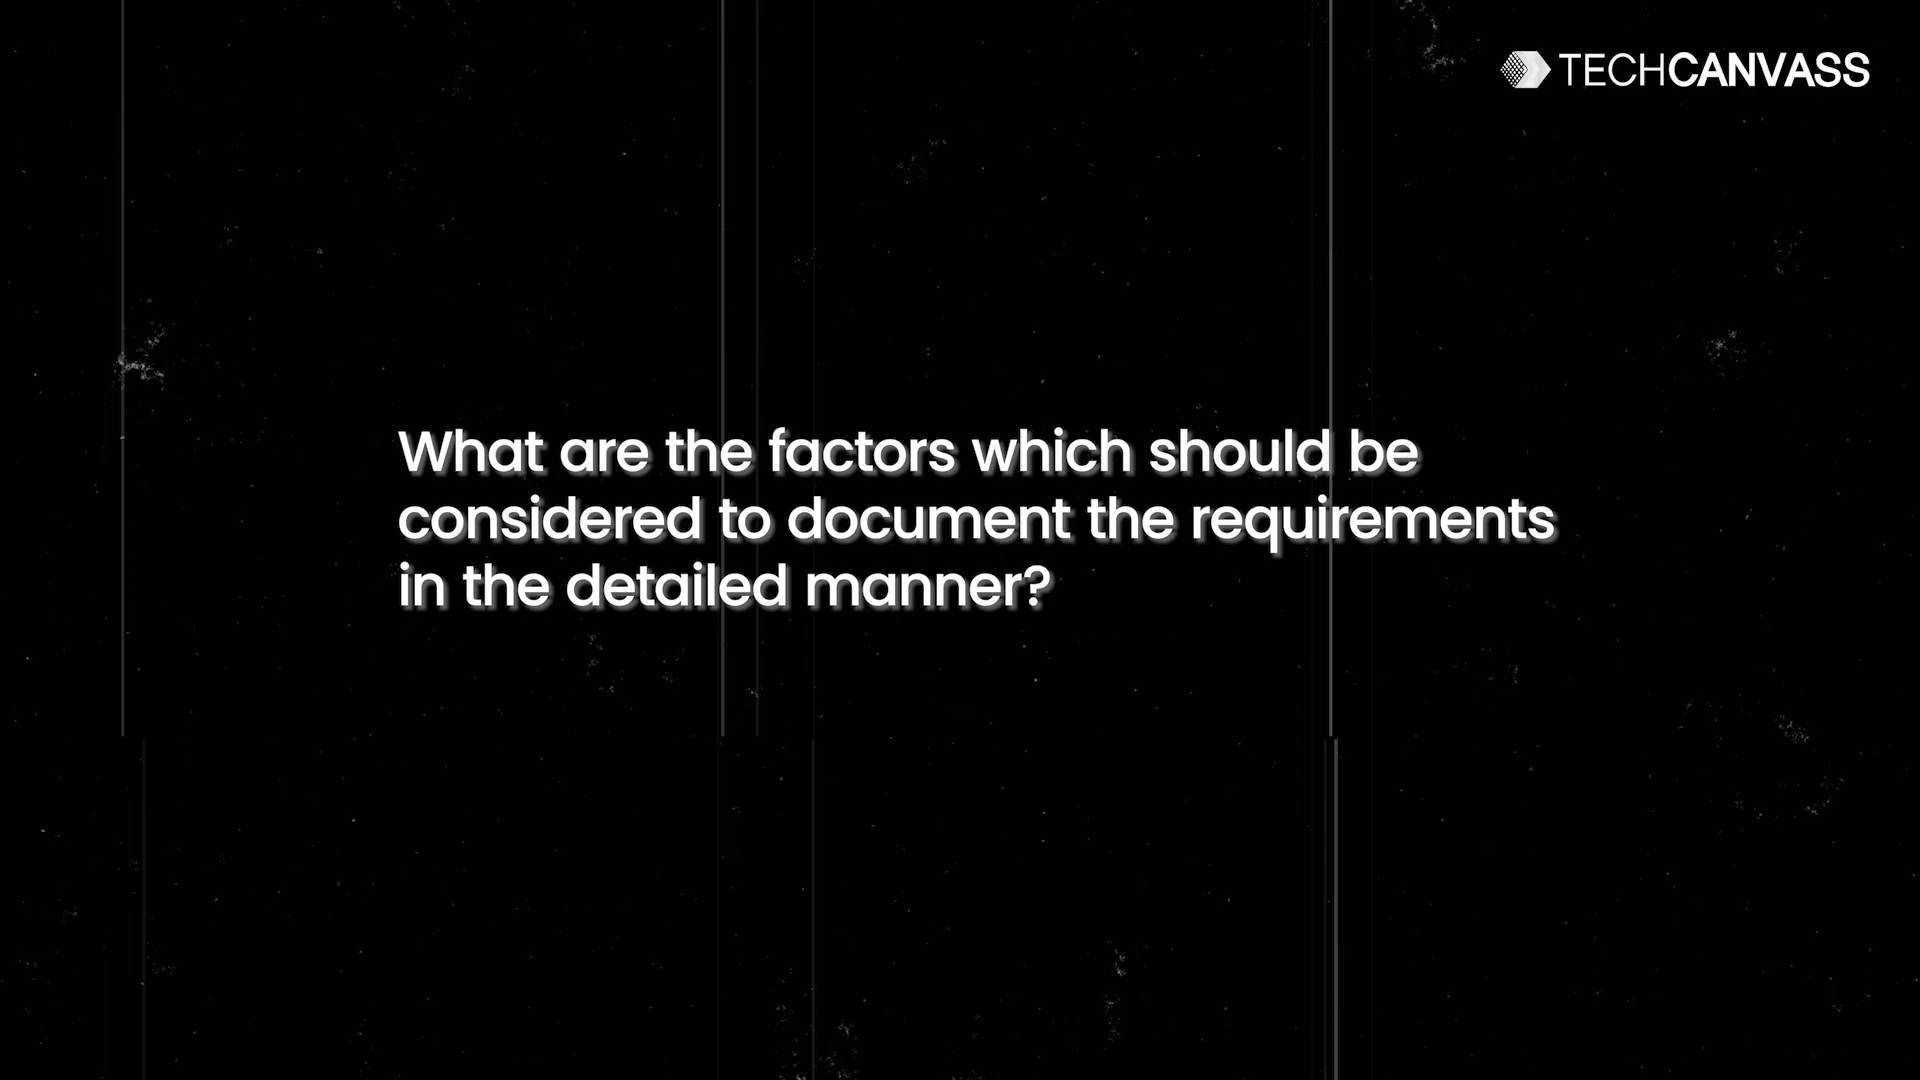 TECHCANVASS
What are the factors which should be
considered to document the requirements
in the detailed manner?